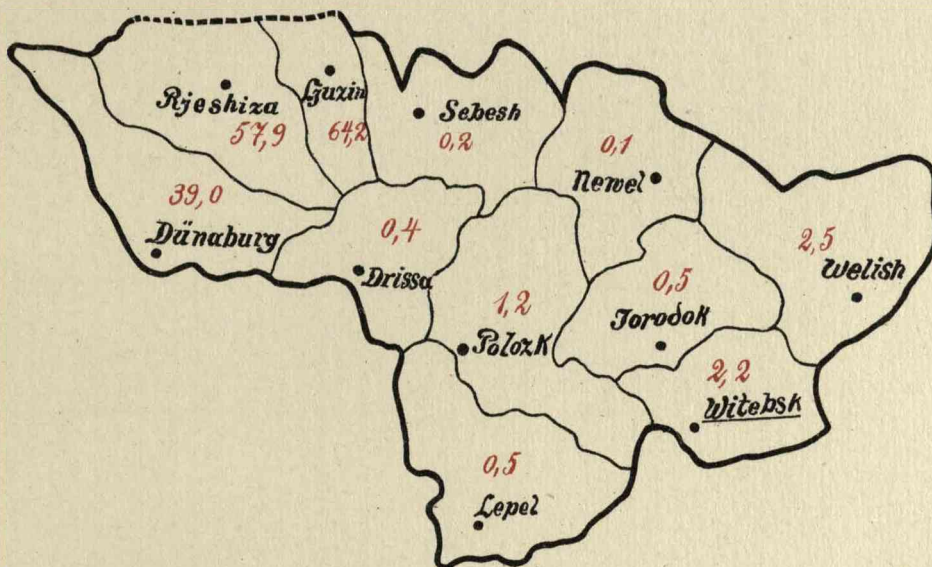 Rjeshiza
57,9
Ljuzin
64,2
Sebesh
0,2
0,1
Newel
39,0
Dünaburg
0,4
Drissa
2,5
Welish
1,2
Polozk
0,5
Gorodok
2,2
Witebsk
0,5
Lepel